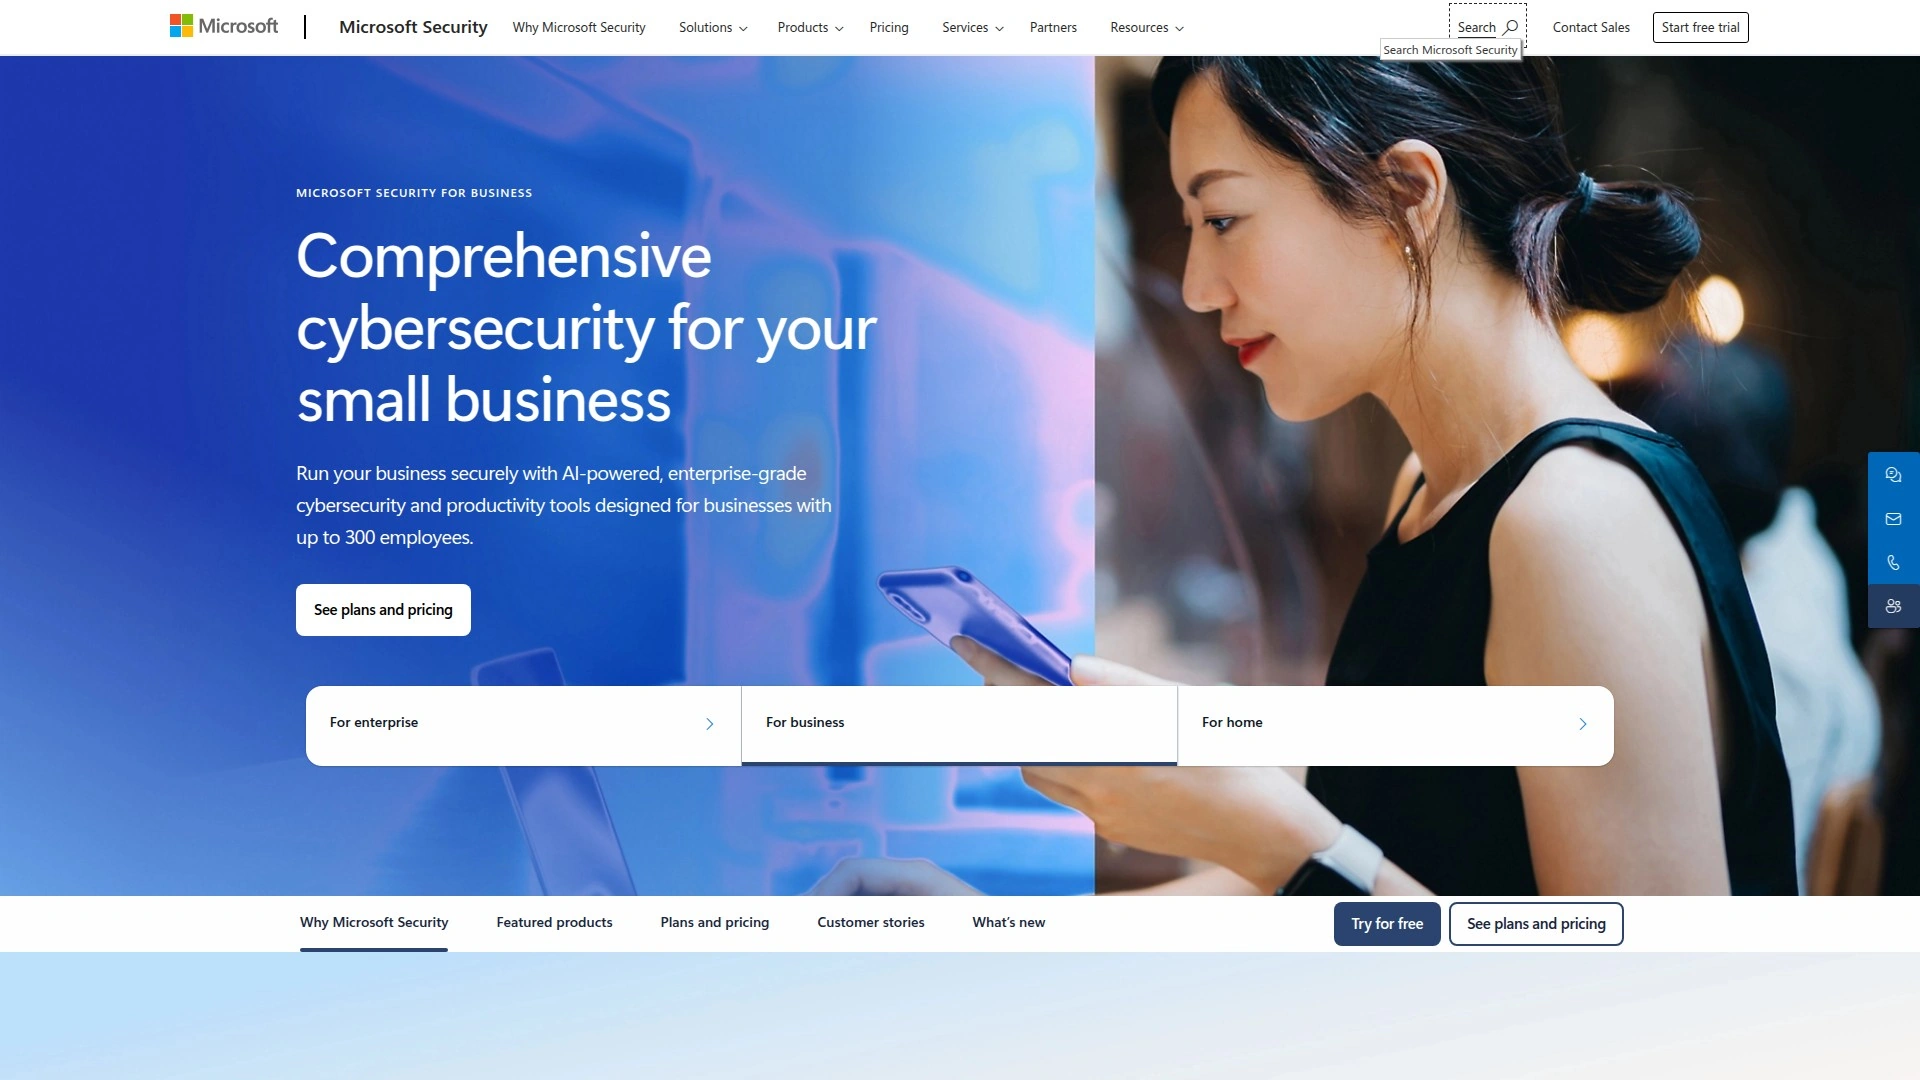 Microsoft
Microsoft Security
Why Microsoft Security
Solutions
Products
Pricing
Services
Partners
Resources
Search
Contact Sales
Start free trial
Search Microsoft Security
MICROSOFT SECURITY FOR BUSINESS
Comprehensive
cybersecurity for your
small business
Run your business securely with AI-powered, enterprise-grade
cybersecurity and productivity tools designed for businesses with
up to 300 employees.
See plans and pricing
For enterprise
For business
For home
Why Microsoft Security
Featured products
Plans and pricing
Customer stories
What's new
Try for free
See plans and pricing